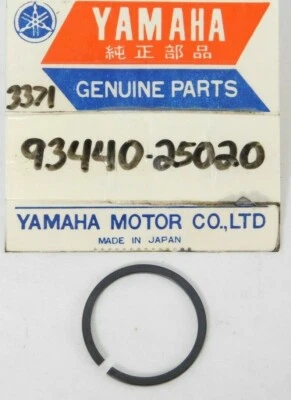 YAMAHA
純正部品
3371
GENUINE PARTS
93440-25020
YAMAHA MOTOR CO.,LTD
MADE IN JAPAN